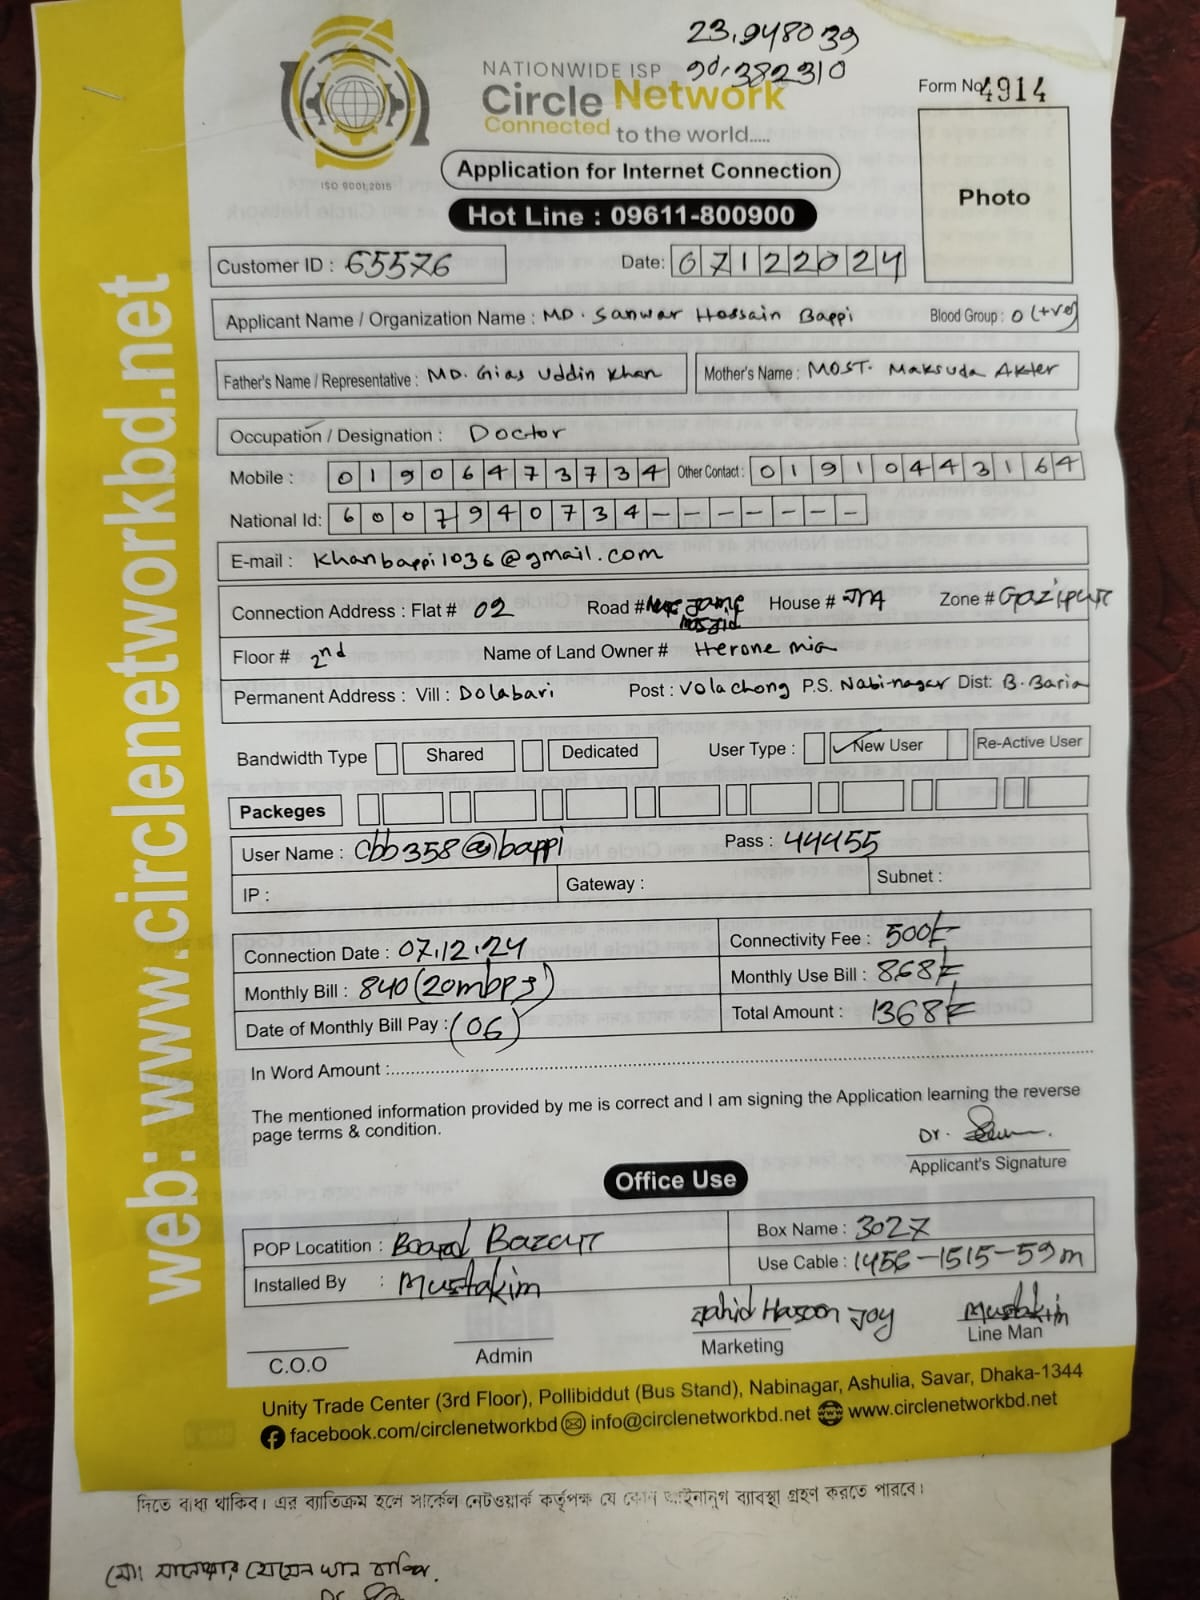 23.948039
90.382310
NATIONWIDE ISP
Circle Network
Connected to the world.....
ISO 9001:2015
Form No 4914
Application for Internet Connection
Photo
Hot Line : 09611-800900
Customer ID : 65576 Date: 07122024
Applicant Name / Organization Name : MD. Sanwar Hossain Bappi Blood Group : O (+ve)
Father's Name / Representative : MD. Gias Uddin Khan Mother's Name : MOST. Maksuda Akter
Occupation / Designation : Doctor
Mobile : 01906473734 Other Contact : 01910443164
National Id: 6007940734-------
E-mail : Khanbappi1036@gmail.com
Connection Address : Flat # 02 Road # Jame Masjid House # Zone # Gazipur
Floor # 2nd Name of Land Owner # Herone mia
Permanent Address : Vill : Dolabari Post : Volachong P.S. Nabi-nagar Dist: B. Baria
Bandwidth Type Shared Dedicated User Type : New User Re-Active User
Packeges
User Name : cbb358@bappi Pass : 44455
IP : Gateway : Subnet :
Connection Date : 07.12.24 Connectivity Fee : 500/-
Monthly Bill : 840 (20mbps) Monthly Use Bill : 868/-
Date of Monthly Bill Pay : (06) Total Amount : 1368/-
In Word Amount :
The mentioned information provided by me is correct and I am signing the Application learning the reverse
page terms & condition.
Dr.
Applicant's Signature
Office Use
POP Locatition : Board Bazar Box Name : 3027
Installed By : Mustakim Use Cable : 1456-1515-59m
Zahid Hasan Joy Mustakim
C.O.O Admin Marketing Line Man
Unity Trade Center (3rd Floor), Pollibiddut (Bus Stand), Nabinagar, Ashulia, Savar, Dhaka-1344
facebook.com/circlenetworkbd info@circlenetworkbd.net www.circlenetworkbd.net
web: www.circlenetworkbd.net
দিতে বাধ্য থাকিব। এর ব্যতিক্রম হলে সার্কেল নেটওয়ার্ক কর্তৃপক্ষ যে কোন আইনানুগ ব্যাবস্থা গ্রহণ করতে পারবে।
মোঃ হোসেন খান বাপ্পি.
Dr.